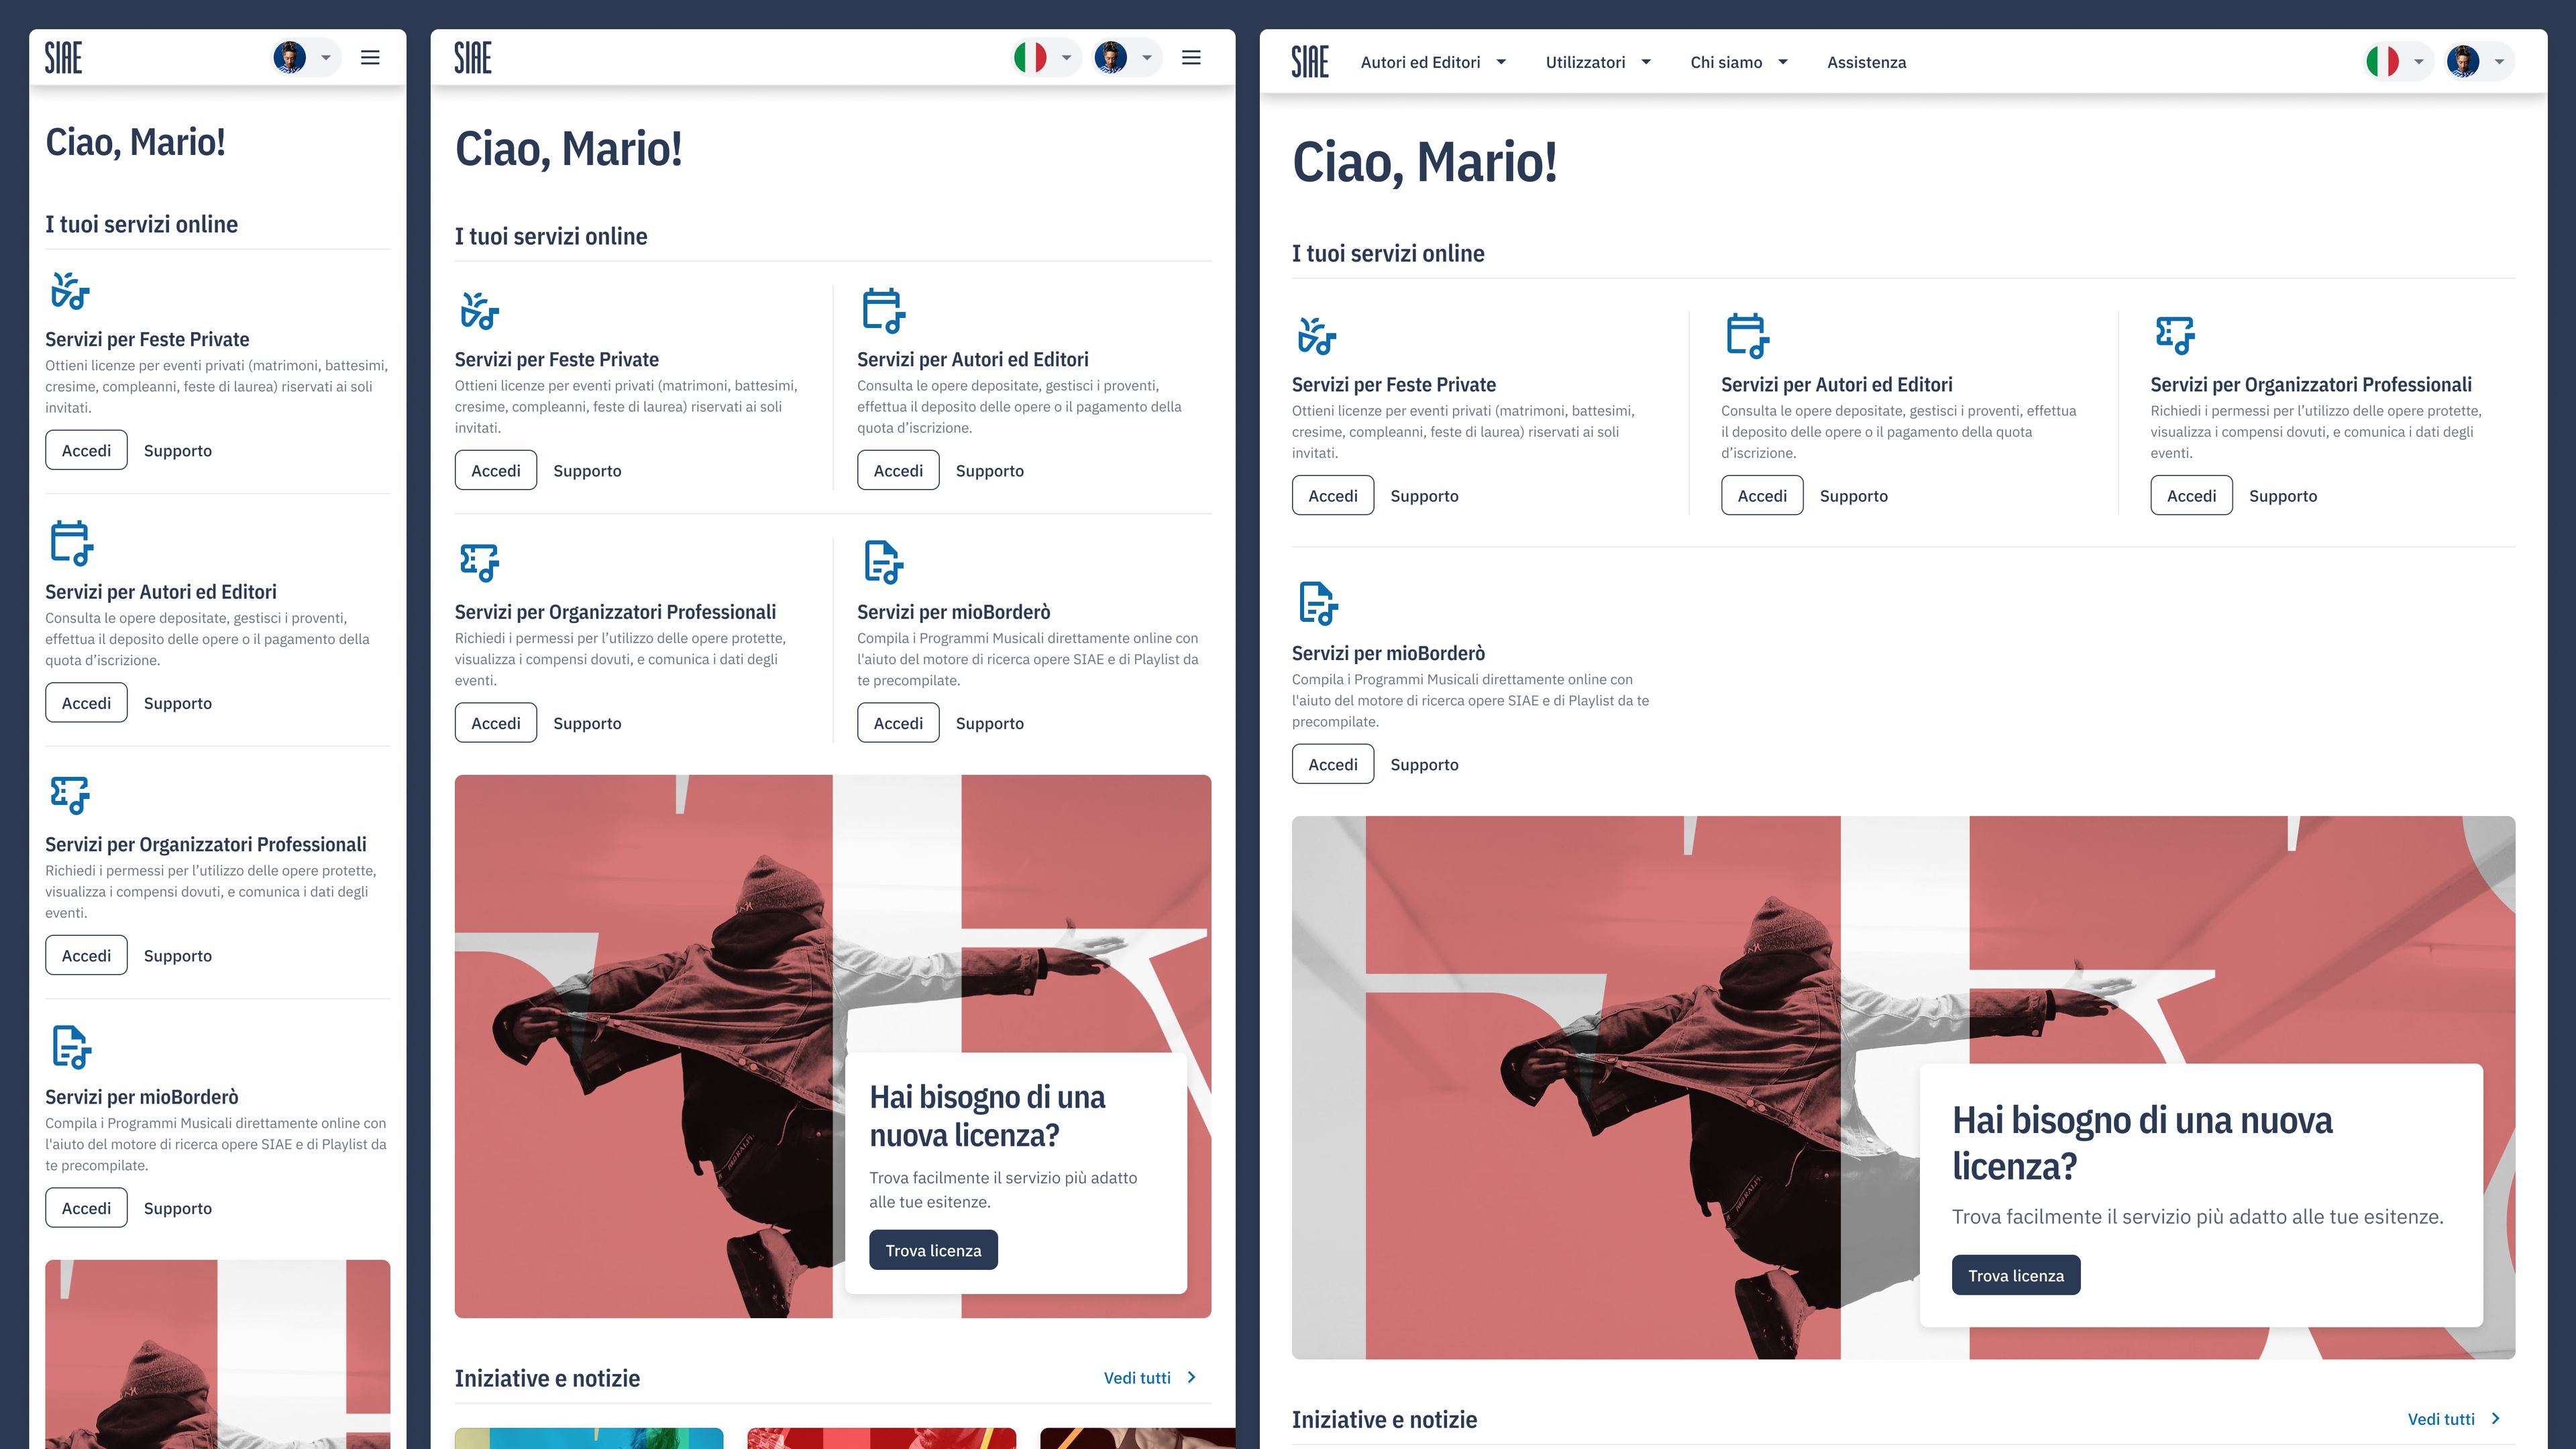 SIAE
Ciao, Mario!
I tuoi servizi online
Servizi per Feste Private
Ottieni licenze per eventi privati (matrimoni, battesimi,
cresime, compleanni, feste di laurea) riservati ai soli
invitati.
Accedi Supporto
Servizi per Autori ed Editori
Consulta le opere depositate, gestisci i proventi,
effettua il deposito delle opere o il pagamento della
quota d’iscrizione.
Accedi Supporto
Servizi per Organizzatori Professionali
Richiedi i permessi per l’utilizzo delle opere protette,
visualizza i compensi dovuti, e comunica i dati degli
eventi.
Accedi Supporto
Servizi per mioBorderò
Compila i Programmi Musicali direttamente online con
l'aiuto del motore di ricerca opere SIAE e di Playlist da
te precompilate.
Accedi Supporto
SIAE
Ciao, Mario!
I tuoi servizi online
Servizi per Feste Private
Ottieni licenze per eventi privati (matrimoni, battesimi,
cresime, compleanni, feste di laurea) riservati ai soli
invitati.
Accedi Supporto
Servizi per Autori ed Editori
Consulta le opere depositate, gestisci i proventi,
effettua il deposito delle opere o il pagamento della
quota d’iscrizione.
Accedi Supporto
Servizi per Organizzatori Professionali
Richiedi i permessi per l’utilizzo delle opere protette,
visualizza i compensi dovuti, e comunica i dati degli
eventi.
Accedi Supporto
Servizi per mioBorderò
Compila i Programmi Musicali direttamente online con
l'aiuto del motore di ricerca opere SIAE e di Playlist da
te precompilate.
Accedi Supporto
Hai bisogno di una
nuova licenza?
Trova facilmente il servizio più adatto
alle tue esitenze.
Trova licenza
Iniziative e notizie Vedi tutti
SIAE Autori ed Editori Utilizzatori Chi siamo Assistenza
Ciao, Mario!
I tuoi servizi online
Servizi per Feste Private
Ottieni licenze per eventi privati (matrimoni, battesimi,
cresime, compleanni, feste di laurea) riservati ai soli
invitati.
Accedi Supporto
Servizi per Autori ed Editori
Consulta le opere depositate, gestisci i proventi, effettua
il deposito delle opere o il pagamento della quota
d’iscrizione.
Accedi Supporto
Servizi per Organizzatori Professionali
Richiedi i permessi per l’utilizzo delle opere protette,
visualizza i compensi dovuti, e comunica i dati degli
eventi.
Accedi Supporto
Servizi per mioBorderò
Compila i Programmi Musicali direttamente online con
l'aiuto del motore di ricerca opere SIAE e di Playlist da te
precompilate.
Accedi Supporto
Hai bisogno di una nuova
licenza?
Trova facilmente il servizio più adatto alle tue esitenze.
Trova licenza
Iniziative e notizie Vedi tutti